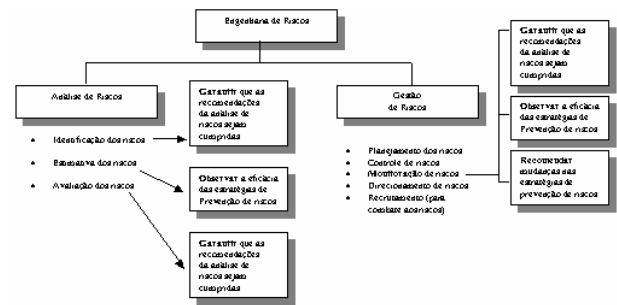 Engenharia de Riscos
Análise de Riscos
• Identificação dos riscos
• Estimativa dos riscos
• Avaliação dos riscos
Garantir que as
recomendações
da análise de
riscos sejam
cumpridas
Observar a eficácia
das estratégias de
Prevenção de riscos
Garantir que as
recomendações
da análise de
riscos sejam
cumpridas
Gestão
de Riscos
• Planejamento dos riscos
• Controle de riscos
• Monitoração de riscos
• Direcionamento de riscos
• Recrutamento (para
combate aos riscos)
Garantir que as
recomendações
da análise de
riscos sejam
cumpridas
Observar a eficácia
das estratégias de
Prevenção de riscos
Recomendar
mudanças nas
estratégias de
prevenção de riscos